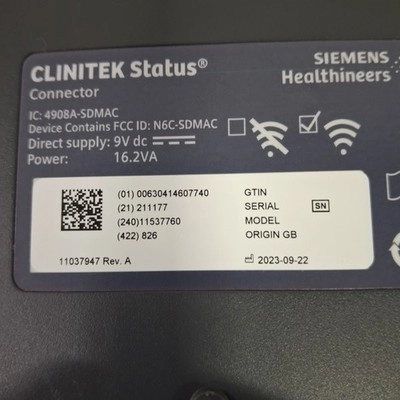 CLINITEK Status®
SIEMENS
Healthineers
Connector
IC: 4908A-SDMAC
Device Contains FCC ID: N6C-SDMAC
Direct supply: 9V dc
Power: 16.2VA
(01) 00630414607740 GTIN
(21) 211177 SERIAL SN
(240)11537760 MODEL
(422) 826 ORIGIN GB
11037947 Rev. A 2023-09-22